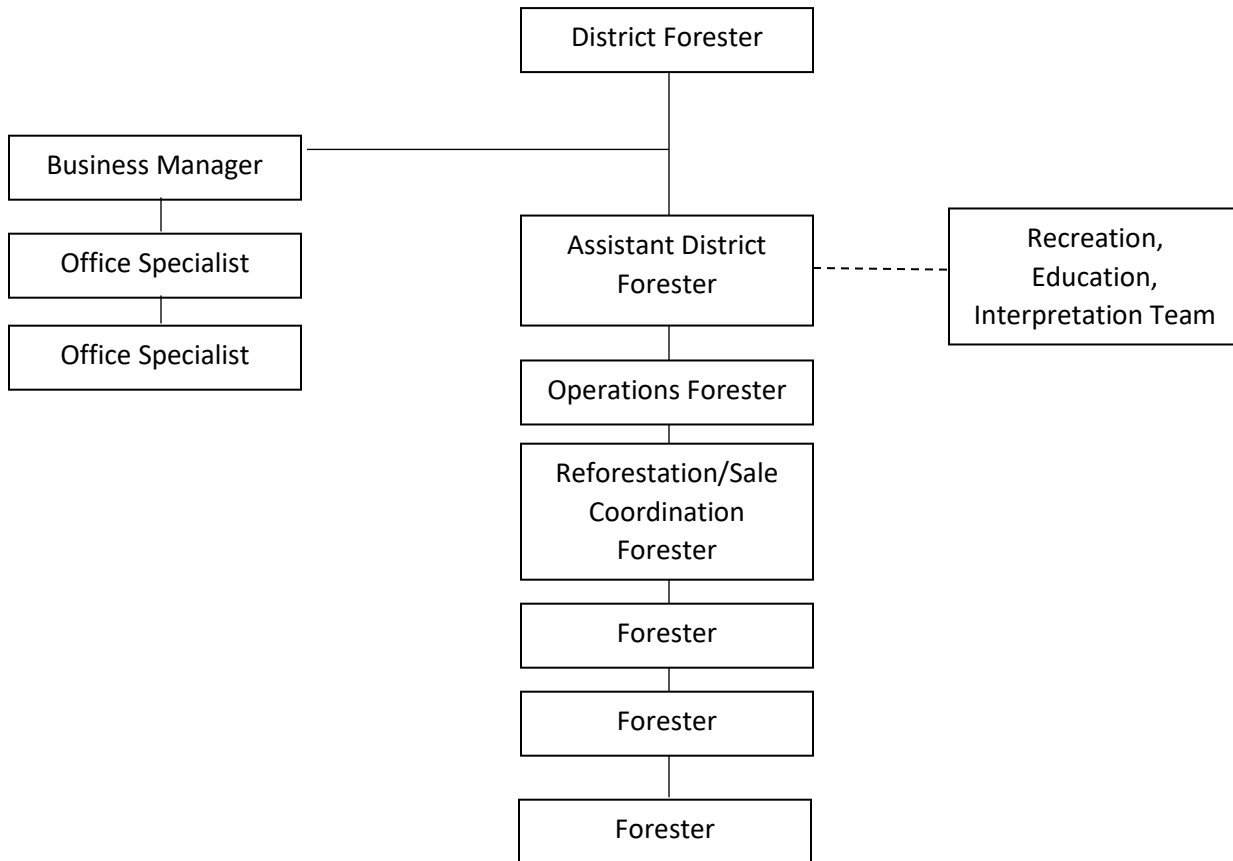 District Forester
Business Manager
Office Specialist
Office Specialist
Assistant District
Forester
Recreation,
Education,
Interpretation Team
Operations Forester
Reforestation/Sale
Coordination
Forester
Forester
Forester
Forester